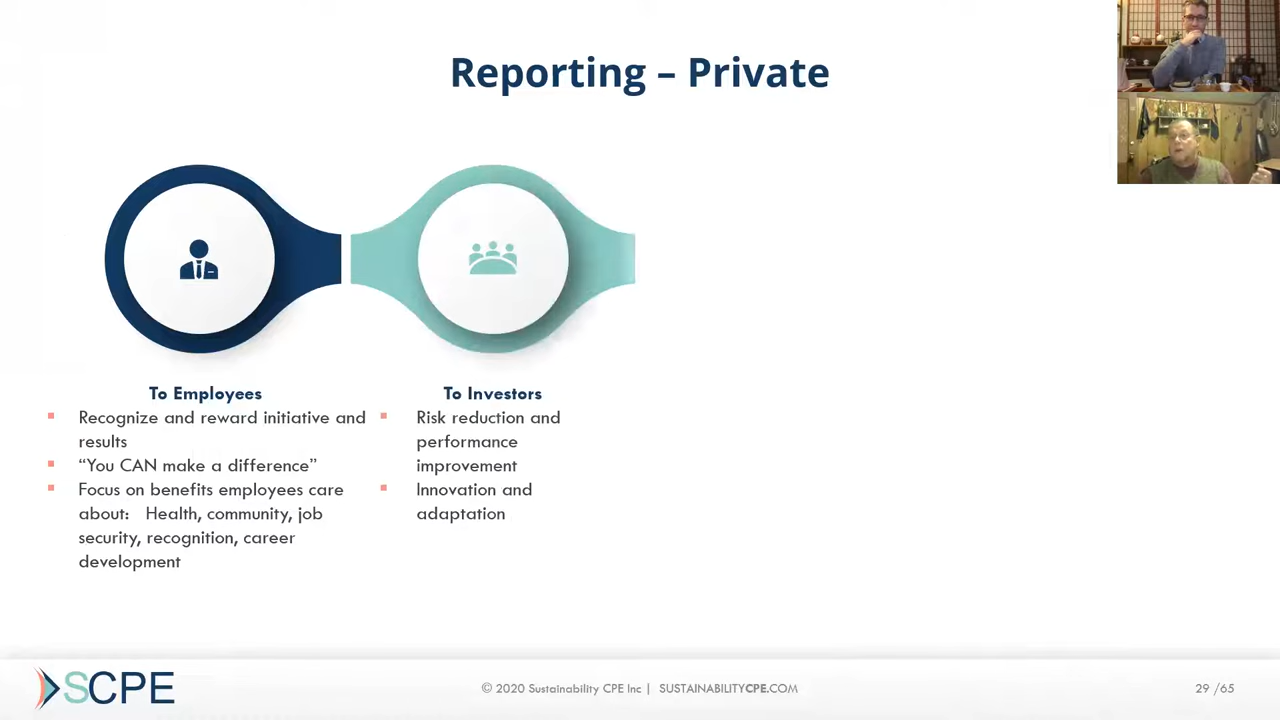 Reporting – Private
To Employees
▪ Recognize and reward initiative and
results
▪ “You CAN make a difference”
▪ Focus on benefits employees care
about: Health, community, job
security, recognition, career
development
To Investors
▪ Risk reduction and
performance
improvement
▪ Innovation and
adaptation
SCPE
© 2020 Sustainability CPE Inc | SUSTAINABILITYCPE.COM
29 /65